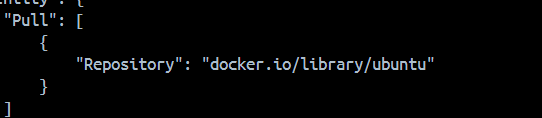 "Pull": [
{
"Repository": "docker.io/library/ubuntu"
}
]